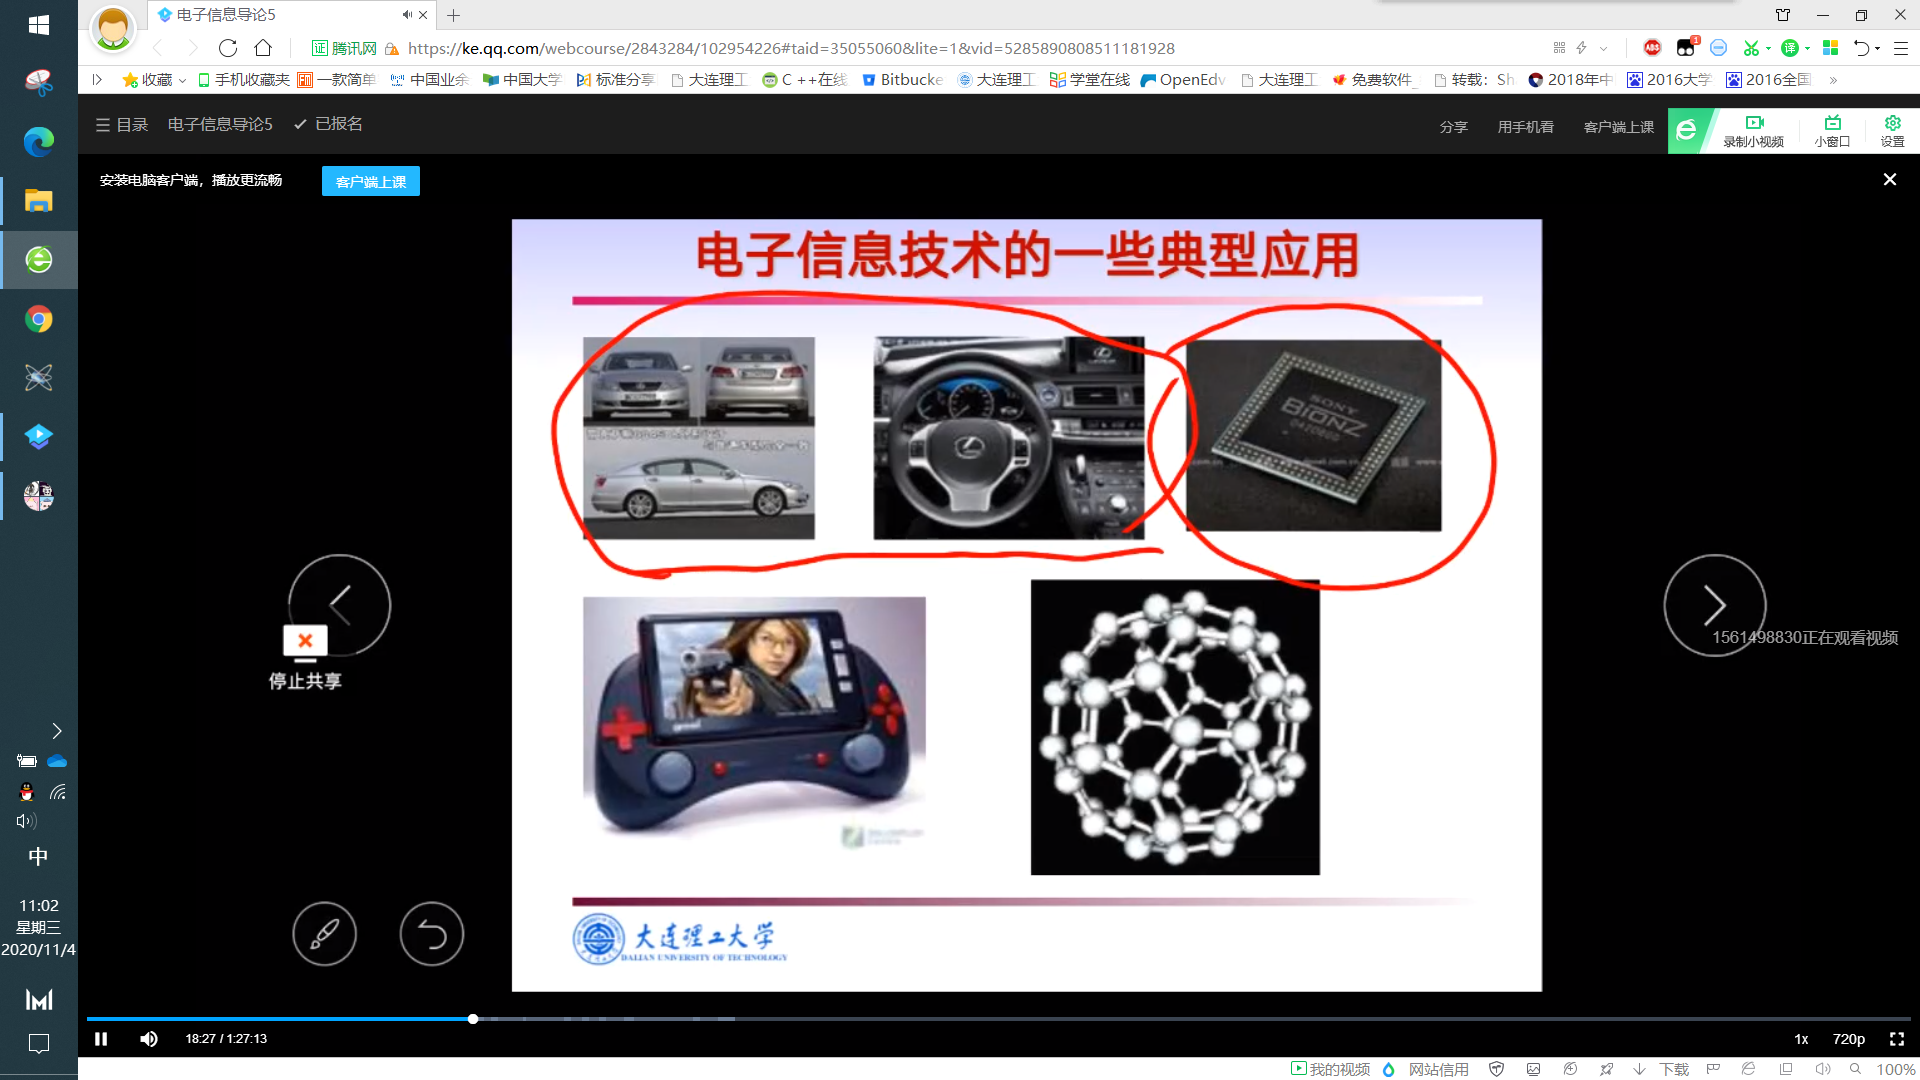 电子信息导论5
证 腾讯网 https://ke.qq.com/webcourse/2843284/102954226#taid=35055060&lite=1&vid=5285890808511181928
ABS
1
译
收藏 手机收藏夹 一款简单 中国业余 中国大学 标准分享 大连理工 C ++在线 Bitbucke 大连理工 学堂在线 OpenEdv 大连理工 免费软件_ 转载：Sh 2018年中 2016大学 2016全国 »
目录 电子信息导论5 已报名
分享 用手机看 客户端上课
录制小视频 小窗口 设置
安装电脑客户端，播放更流畅 客户端上课
电子信息技术的一些典型应用
SONY
BIONZ
停止共享
1561498830正在观看视频
大连理工大学
DALIAN UNIVERSITY OF TECHNOLOGY
中
11:02
星期三
2020/11/4
18:27 / 1:27:13
1x 720p
我的视频 网站信用 下载 100%